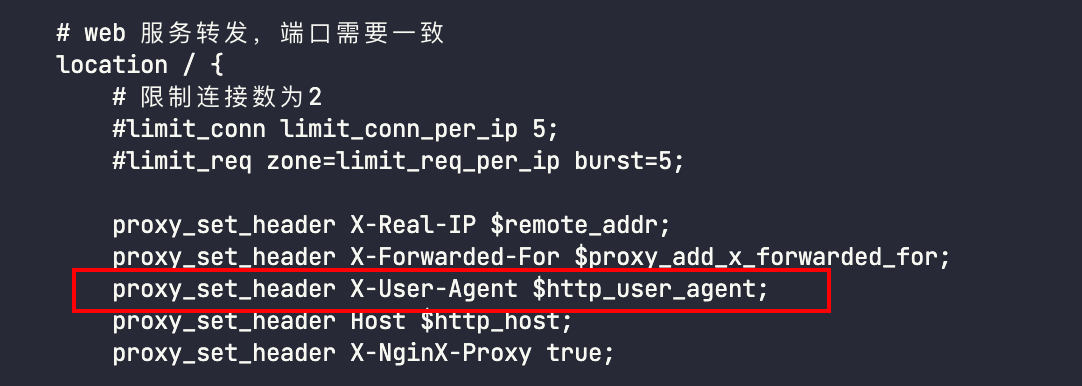 # web 服务转发，端口需要一致
location / {
# 限制连接数为2
#limit_conn limit_conn_per_ip 5;
#limit_req zone=limit_req_per_ip burst=5;
proxy_set_header X-Real-IP $remote_addr;
proxy_set_header X-Forwarded-For $proxy_add_x_forwarded_for;
proxy_set_header X-User-Agent $http_user_agent;
proxy_set_header Host $http_host;
proxy_set_header X-NginX-Proxy true;